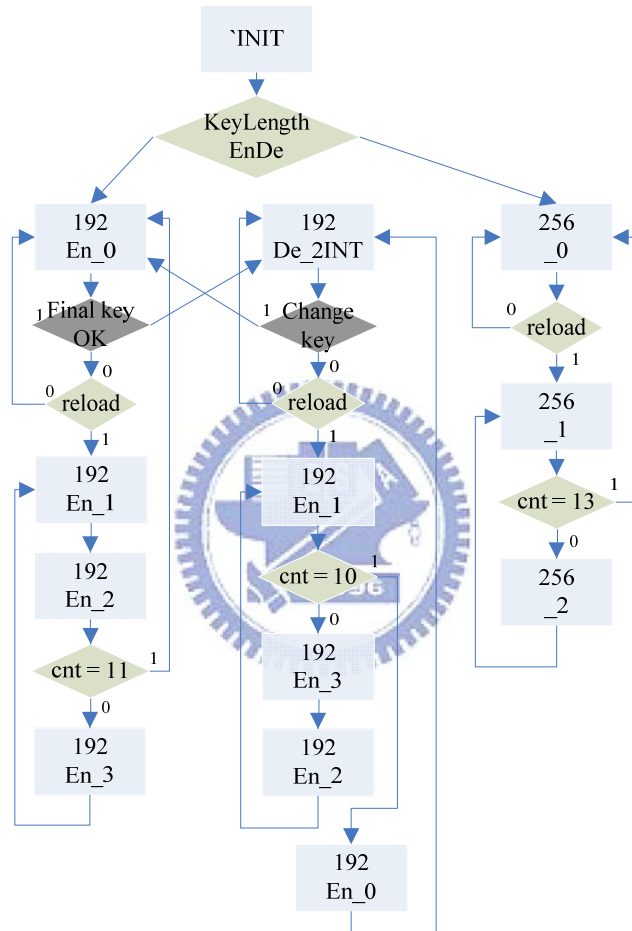 `INIT
KeyLength
EnDe
192
En_0
Final key
OK
1
0
reload
0
1
192
En_1
192
En_2
cnt = 11
1
0
192
En_3
192
De_2INT
Change
key
1
0
reload
0
1
192
En_1
cnt = 10
1
0
192
En_3
192
En_2
192
En_0
256
_0
reload
0
1
256
_1
cnt = 13
1
0
256
_2